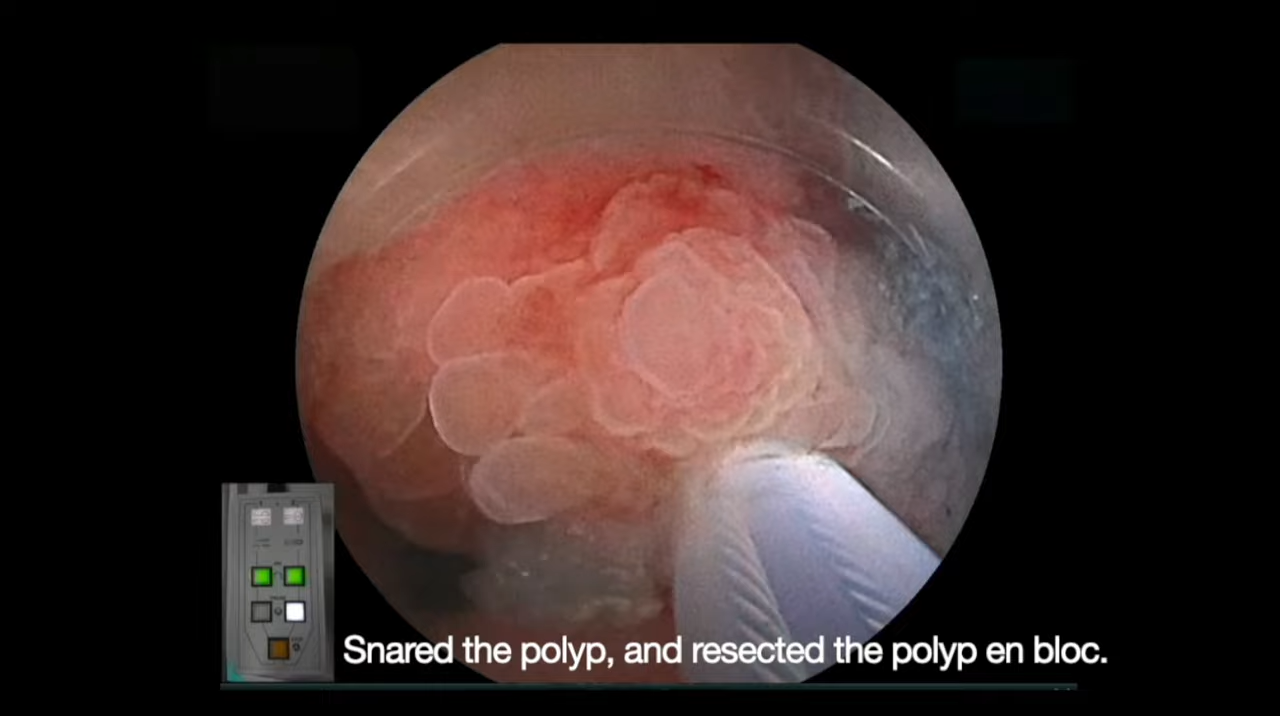 Snared the polyp, and resected the polyp en bloc.